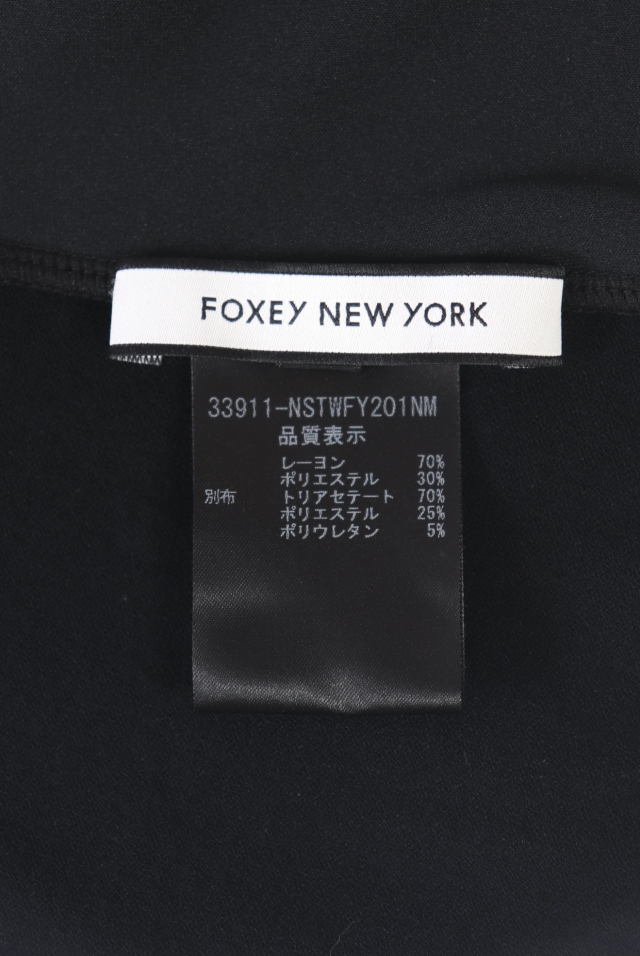 FOXEY NEW YORK
33911-NSTWFY201NM
品質表示
レーヨン 70%
ポリエステル 30%
別布 トリアセテート 70%
ポリエステル 25%
ポリウレタン 5%